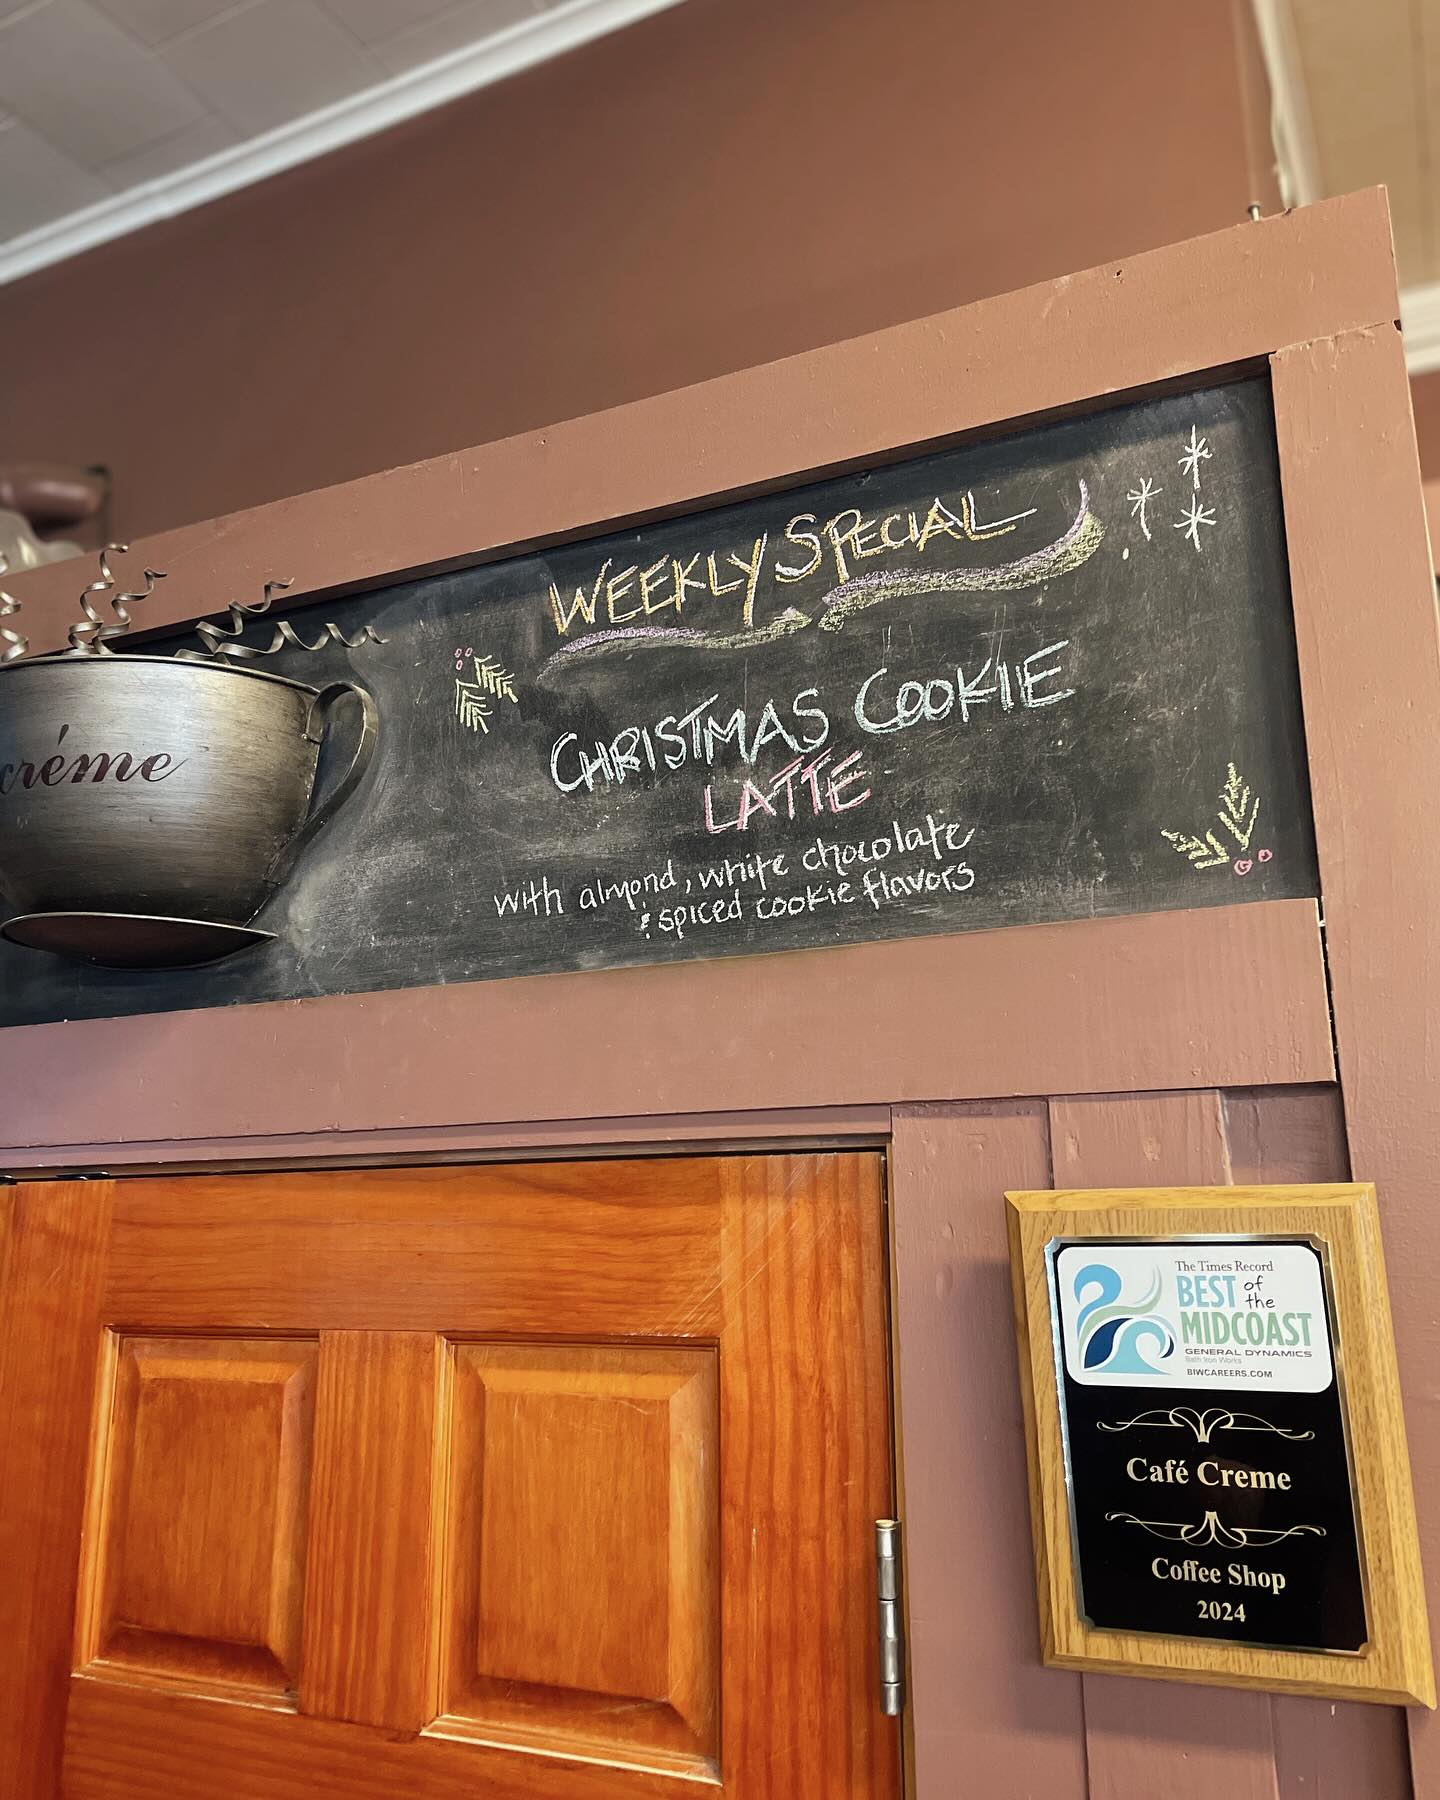 WEEKLY SPECIAL
CHRISTMAS COOKIE
LATTE
with almond, white chocolate
& spiced cookie flavors
créme
The Times Record
BEST of the
MIDCOAST
GENERAL DYNAMICS
Bath Iron Works
BIWCAREERS.COM
Café Creme
Coffee Shop
2024